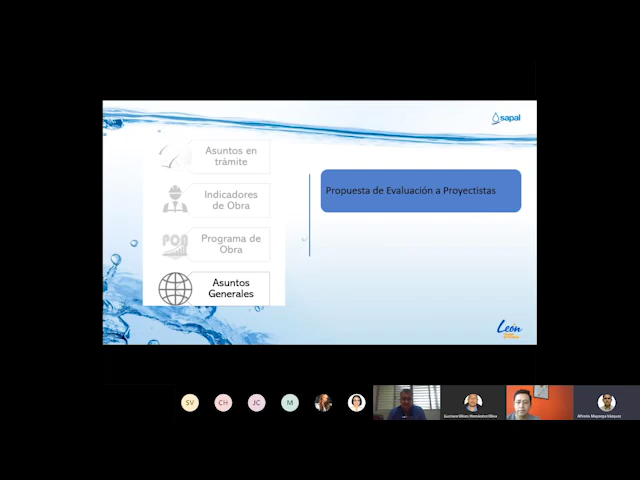 sapal
Asuntos en
trámite
Indicadores
de Obra
Programa de
Obra
Asuntos
Generales
Propuesta de Evaluación a Proyectistas
León
SV
CH
JC
M